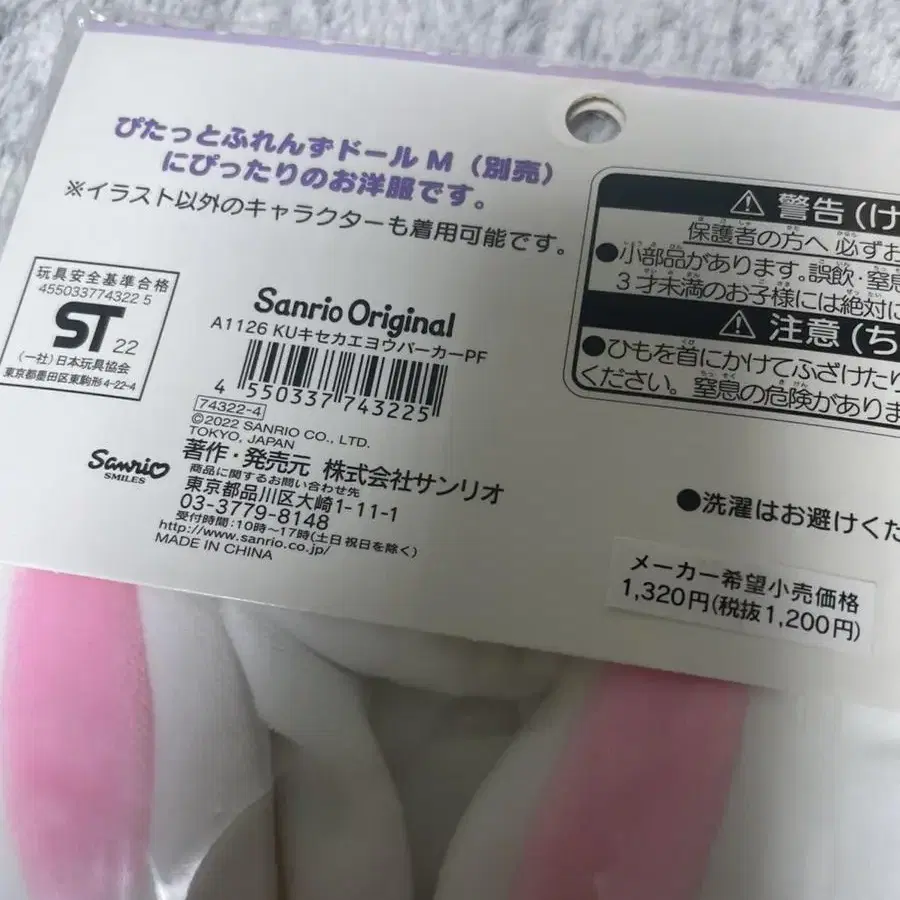 ぴたっとふれんずドール M（別売）
にぴったりのお洋服です。
※イラスト以外のキャラクターも着用可能です。
玩具安全基準合格
455033774322 5
ST 22
（一社）日本玩具協会
東京都墨田区東駒形4-22-4
Sanrio Original
A1126 KUキセカエヨウパーカーPF
4 550337 743225
74322-4
©2022 SANRIO CO., LTD.
TOKYO, JAPAN
Sanrio
SMILES
著作・発売元 株式会社サンリオ
商品に関するお問い合わせ先
東京都品川区大崎1-11-1
03-3779-8148
受付時間:10時〜17時(土日祝日を除く)
http://www.sanrio.co.jp/
MADE IN CHINA
⚠ 警告 (け
保護者の方へ 必ずお
●小部品があります。誤飲・窒息
3才未満のお子様には絶対に
⚠ 注意 (ち
●ひもを首にかけてふざけたり
ください。窒息の危険がありま
●洗濯はお避けくだ
メーカー希望小売価格
1,320円(税抜1,200円)